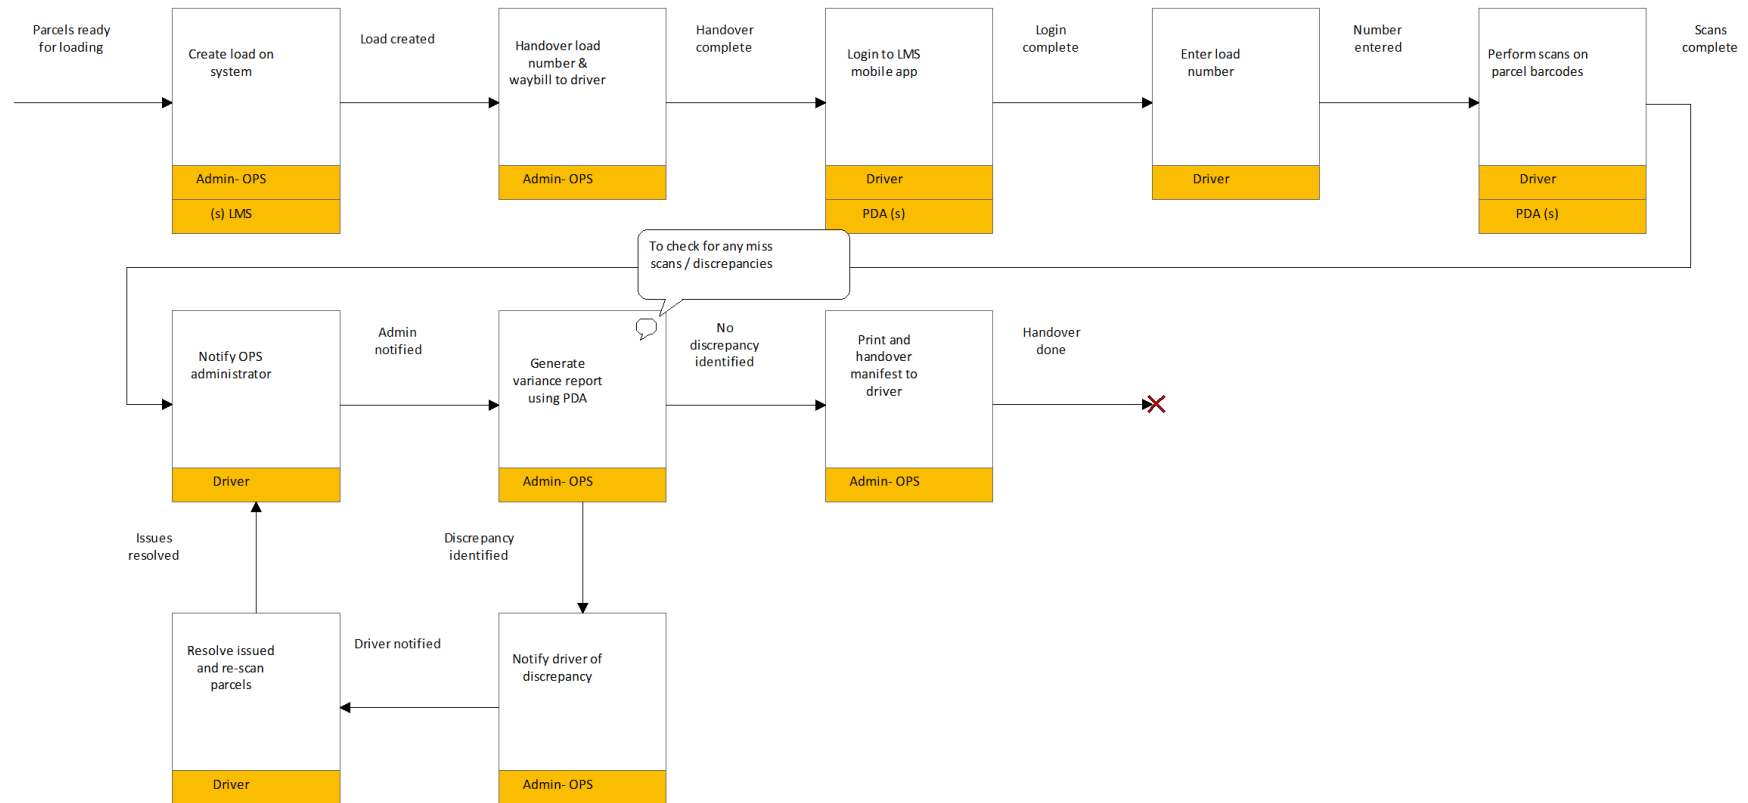 Parcels ready
for loading
Create load on
system
Admin- OPS
(s) LMS
Load created
Handover load
number &
waybill to driver
Admin- OPS
Handover
complete
Login to LMS
mobile app
Driver
PDA (s)
Login
complete
Enter load
number
Driver
Number
entered
Perform scans on
parcel barcodes
Driver
PDA (s)
Scans
complete
To check for any miss
scans / discrepancies
Notify OPS
administrator
Driver
Admin
notified
Generate
variance report
using PDA
Admin- OPS
No
discrepancy
identified
Print and
handover
manifest to
driver
Admin- OPS
Handover
done
Issues
resolved
Discrepancy
identified
Resolve issued
and re-scan
parcels
Driver
Driver notified
Notify driver of
discrepancy
Admin- OPS